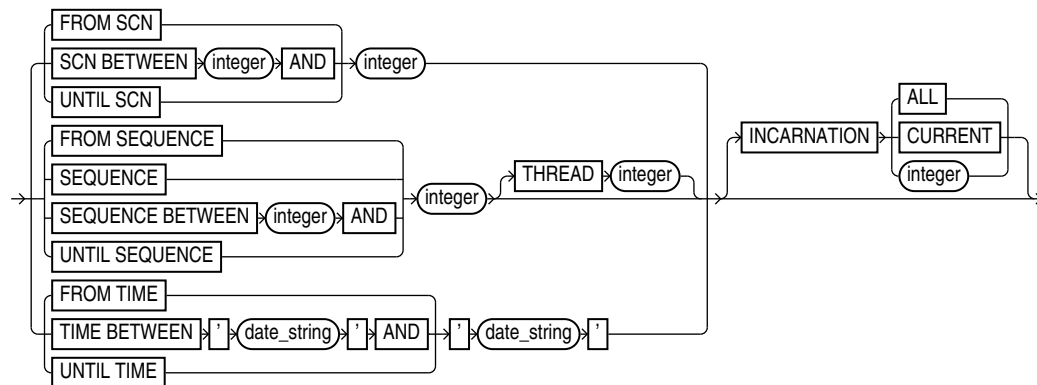 FROM SCN
SCN BETWEEN integer AND integer
UNTIL SCN
FROM SEQUENCE
SEQUENCE
SEQUENCE BETWEEN integer AND integer THREAD integer
UNTIL SEQUENCE
FROM TIME
TIME BETWEEN ' date_string ' AND ' date_string '
UNTIL TIME
INCARNATION ALL
CURRENT
integer